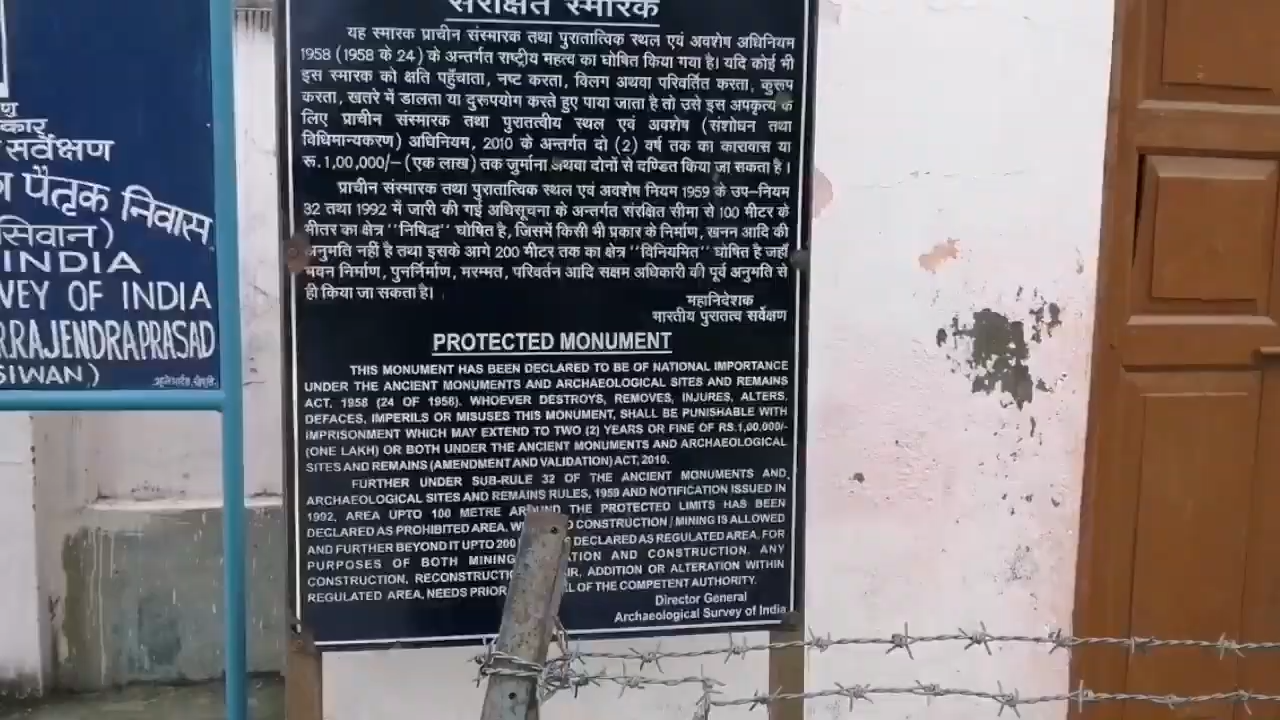 सर्वेक्षण
पैतृक निवास
INDIA
OF INDIA
RAJENDRAPRASAD
SIWAN)
संरक्षित स्मारक
यह स्मारक प्राचीन संस्मारक तथा पुरातात्विक स्थल एवं अवशेष अधिनियम
1958 (1958 के 24) के अन्तर्गत राष्ट्रीय महत्व का घोषित किया गया है। यदि कोई भी
इस स्मारक को क्षति पहुँचाता, नष्ट करता, विलग अथवा परिवर्तित करता, कुरूप
करता, खतरे में डालता या दुरूपयोग करते हुए पाया जाता है तो उसे इस अपकृत्य के
लिए प्राचीन संस्मारक तथा पुरातत्वीय स्थल एवं अवशेष (संशोधन तथा
विधिमान्यकरण) अधिनियम, 2010 के अन्तर्गत दो (2) वर्ष तक का कारावास या
रू. 1,00,000/– (एक लाख) तक जुर्माना अथवा दोनों से दण्डित किया जा सकता है।
प्राचीन संस्मारक तथा पुरातात्विक स्थल एवं अवशेष नियम 1959 के उप–नियम
32 तथा 1992 में जारी की गई अधिसूचना के अन्तर्गत संरक्षित सीमा से 100 मीटर के
भीतर का क्षेत्र ''निषिद्ध'' घोषित है, जिसमें किसी भी प्रकार के निर्माण, खनन आदि की
अनुमति नहीं है तथा इसके आगे 200 मीटर तक का क्षेत्र ''विनियमित'' घोषित है जहाँ
भवन निर्माण, पुनर्निर्माण, मरम्मत, परिवर्तन आदि सक्षम अधिकारी की पूर्व अनुमति से
ही किया जा सकता है।
महानिदेशक
भारतीय पुरातत्व सर्वेक्षण
PROTECTED MONUMENT
THIS MONUMENT HAS BEEN DECLARED TO BE OF NATIONAL IMPORTANCE
UNDER THE ANCIENT MONUMENTS AND ARCHAEOLOGICAL SITES AND REMAINS
ACT, 1958 (24 OF 1958). WHOEVER DESTROYS, REMOVES, INJURES, ALTERS,
DEFACES, IMPERILS OR MISUSES THIS MONUMENT, SHALL BE PUNISHABLE WITH
IMPRISONMENT WHICH MAY EXTEND TO TWO (2) YEARS OR FINE OF RS.1,00,000/-
(ONE LAKH) OR BOTH UNDER THE ANCIENT MONUMENTS AND ARCHAEOLOGICAL
SITES AND REMAINS (AMENDMENT AND VALIDATION) ACT, 2010.
FURTHER UNDER SUB-RULE 32 OF THE ANCIENT MONUMENTS AND
ARCHAEOLOGICAL SITES AND REMAINS RULES, 1959 AND NOTIFICATION ISSUED IN
1992, AREA UPTO 100 METRE AROUND THE PROTECTED LIMITS HAS BEEN
DECLARED AS PROHIBITED AREA, CONSTRUCTION / MINING IS ALLOWED
AND FURTHER BEYOND IT UPTO 200 DECLARED AS REGULATED AREA, FOR
PURPOSES OF BOTH MINING AND CONSTRUCTION. ANY
CONSTRUCTION, ADDITION OR ALTERATION WITHIN
REGULATED AREA, NEEDS PRIOR OF THE COMPETENT AUTHORITY.
Director General
Archaeological Survey of India